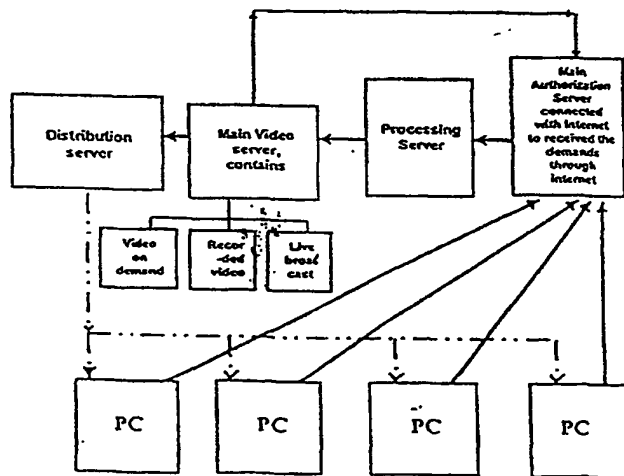 Distribution
server
Main Video
server,
contains
Processing
Server
Main
Authorization
Server
connected
with Internet
to received the
demands
through
Internet
Video
on
demand
Recor
-ded
video
Live
broad
cast
PC
PC
PC
PC